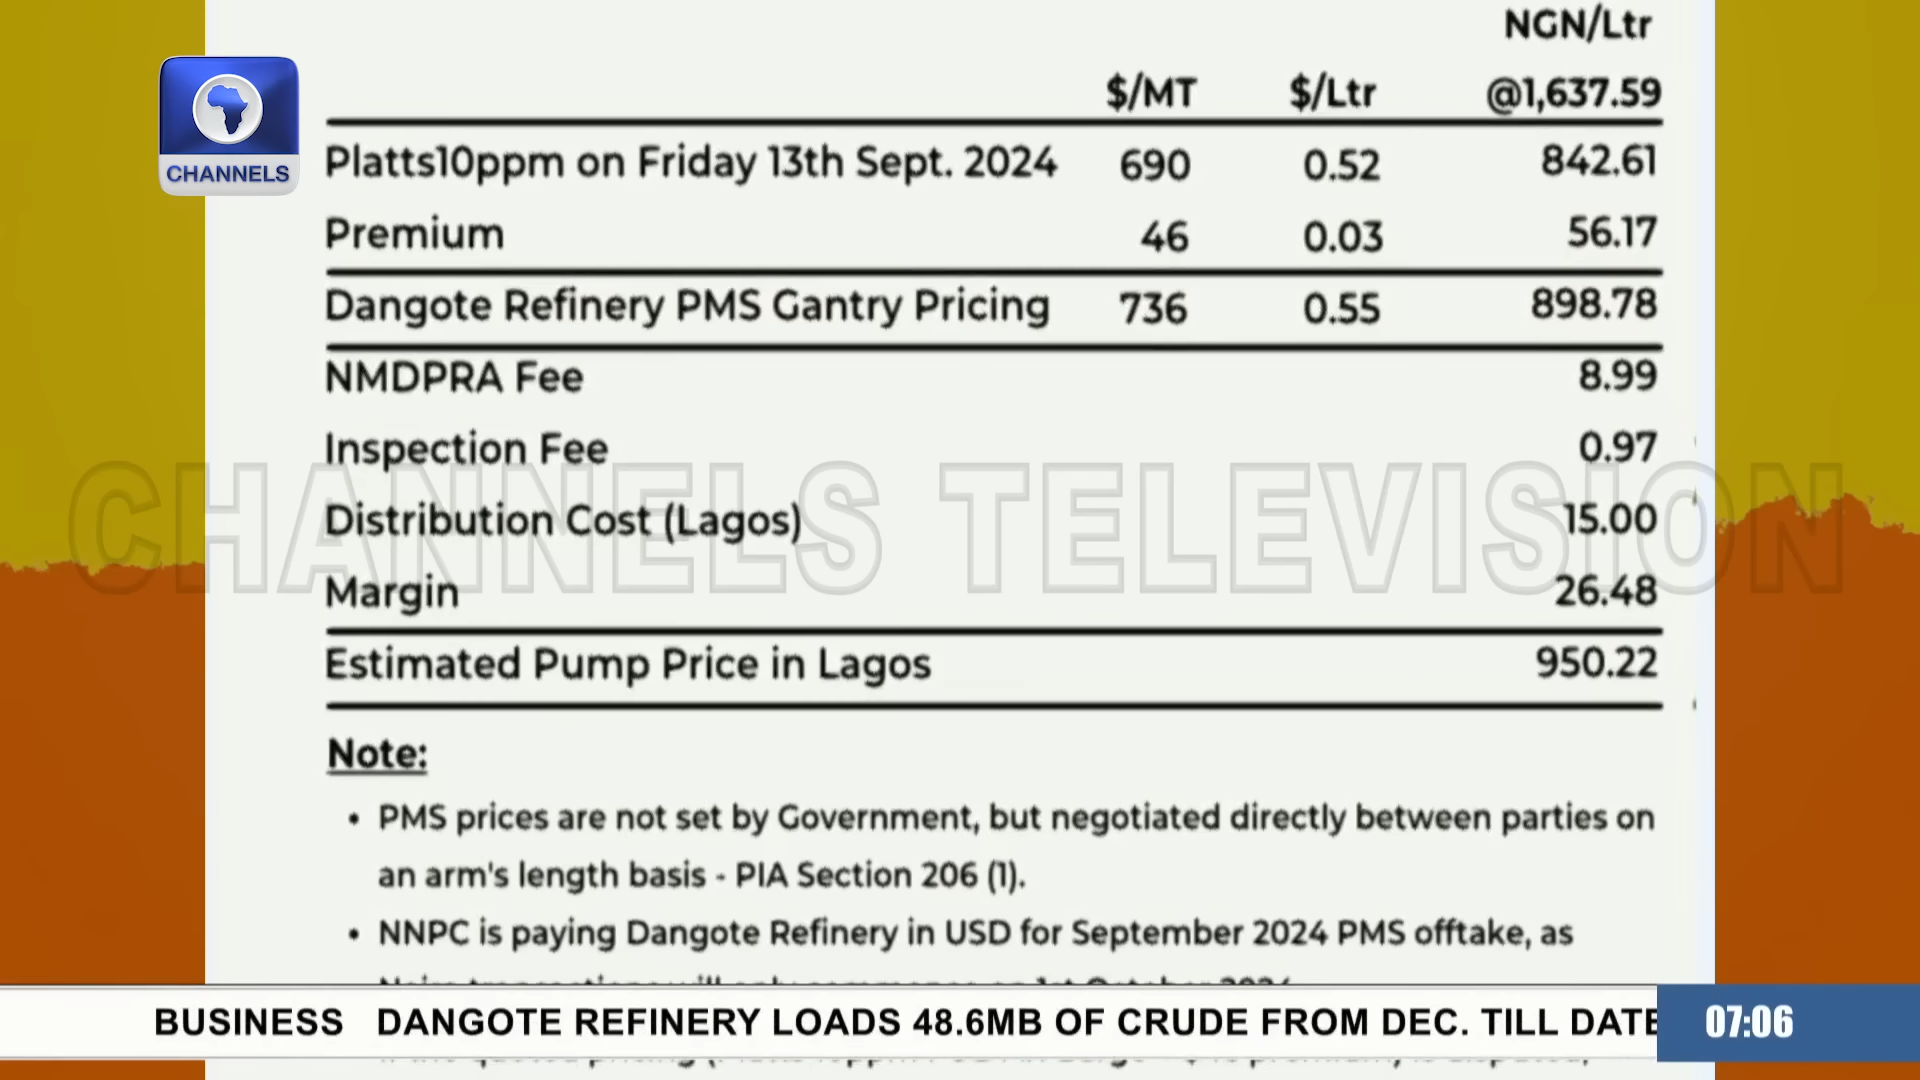 NGN/Ltr
$/MT $/Ltr @1,637.59
CHANNELS
Platts10ppm on Friday 13th Sept. 2024 690 0.52 842.61
Premium 46 0.03 56.17
Dangote Refinery PMS Gantry Pricing 736 0.55 898.78
NMDPRA Fee 8.99
Inspection Fee 0.97
CHANNELS TELEVISION
Distribution Cost (Lagos) 15.00
Margin 26.48
Estimated Pump Price in Lagos 950.22
Note:
• PMS prices are not set by Government, but negotiated directly between parties on
an arm's length basis - PIA Section 206 (1).
• NNPC is paying Dangote Refinery in USD for September 2024 PMS offtake, as
BUSINESS DANGOTE REFINERY LOADS 48.6MB OF CRUDE FROM DEC. TILL DATE 07:06